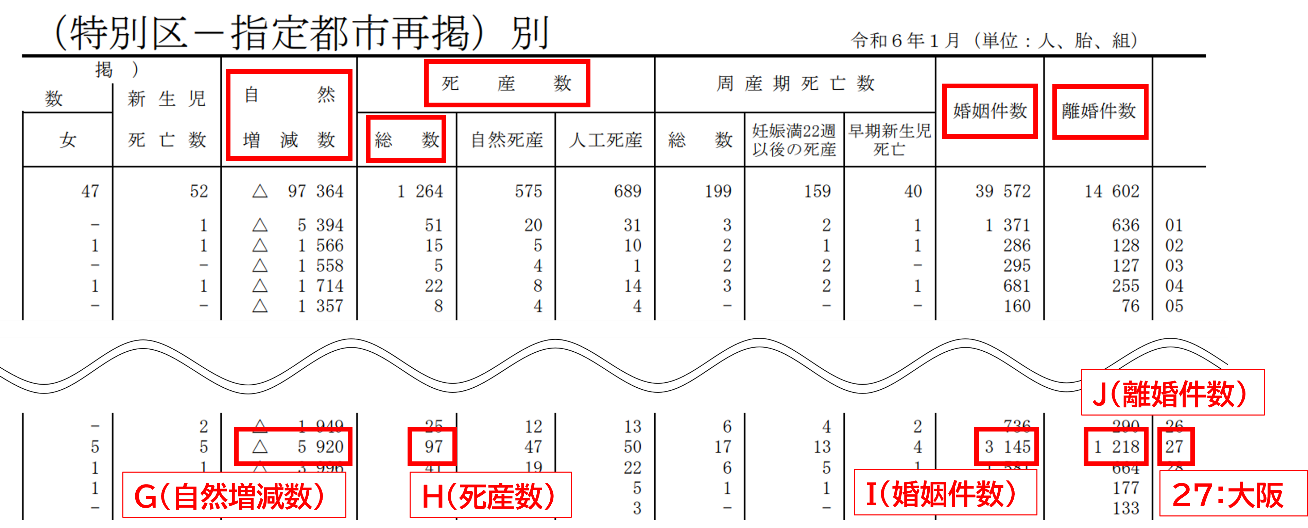 （特別区－指定都市再掲）別
令和６年１月（単位：人、胎、組）
掲 ）
数 新生児死亡数 自然増減数 死産数 周産期死亡数 婚姻件数 離婚件数
女 総数 自然死産 人工死産 総数 妊娠満22週以後の死産 早期新生児死亡
47 52 △ 97 364 1 264 575 689 199 159 40 39 572 14 602
- 1 △ 5 394 51 20 31 3 2 1 1 371 636 01
1 1 △ 1 566 15 5 10 2 1 1 286 128 02
- - △ 1 558 5 4 1 2 2 - 295 127 03
1 1 △ 1 714 22 8 14 3 2 1 681 255 04
- - △ 1 357 8 4 4 - - - 160 76 05
J（離婚件数）
- 2 △ 1 949 25 12 13 6 4 2 736 290 26
5 5 △ 5 920 97 47 50 17 13 4 3 145 1 218 27
1 1 △ 3 996 41 19 22 6 5 1 1 581 664 28
1 5 1 1 177
- 3 - - 133
G（自然増減数）
H（死産数）
I（婚姻件数）
27：大阪